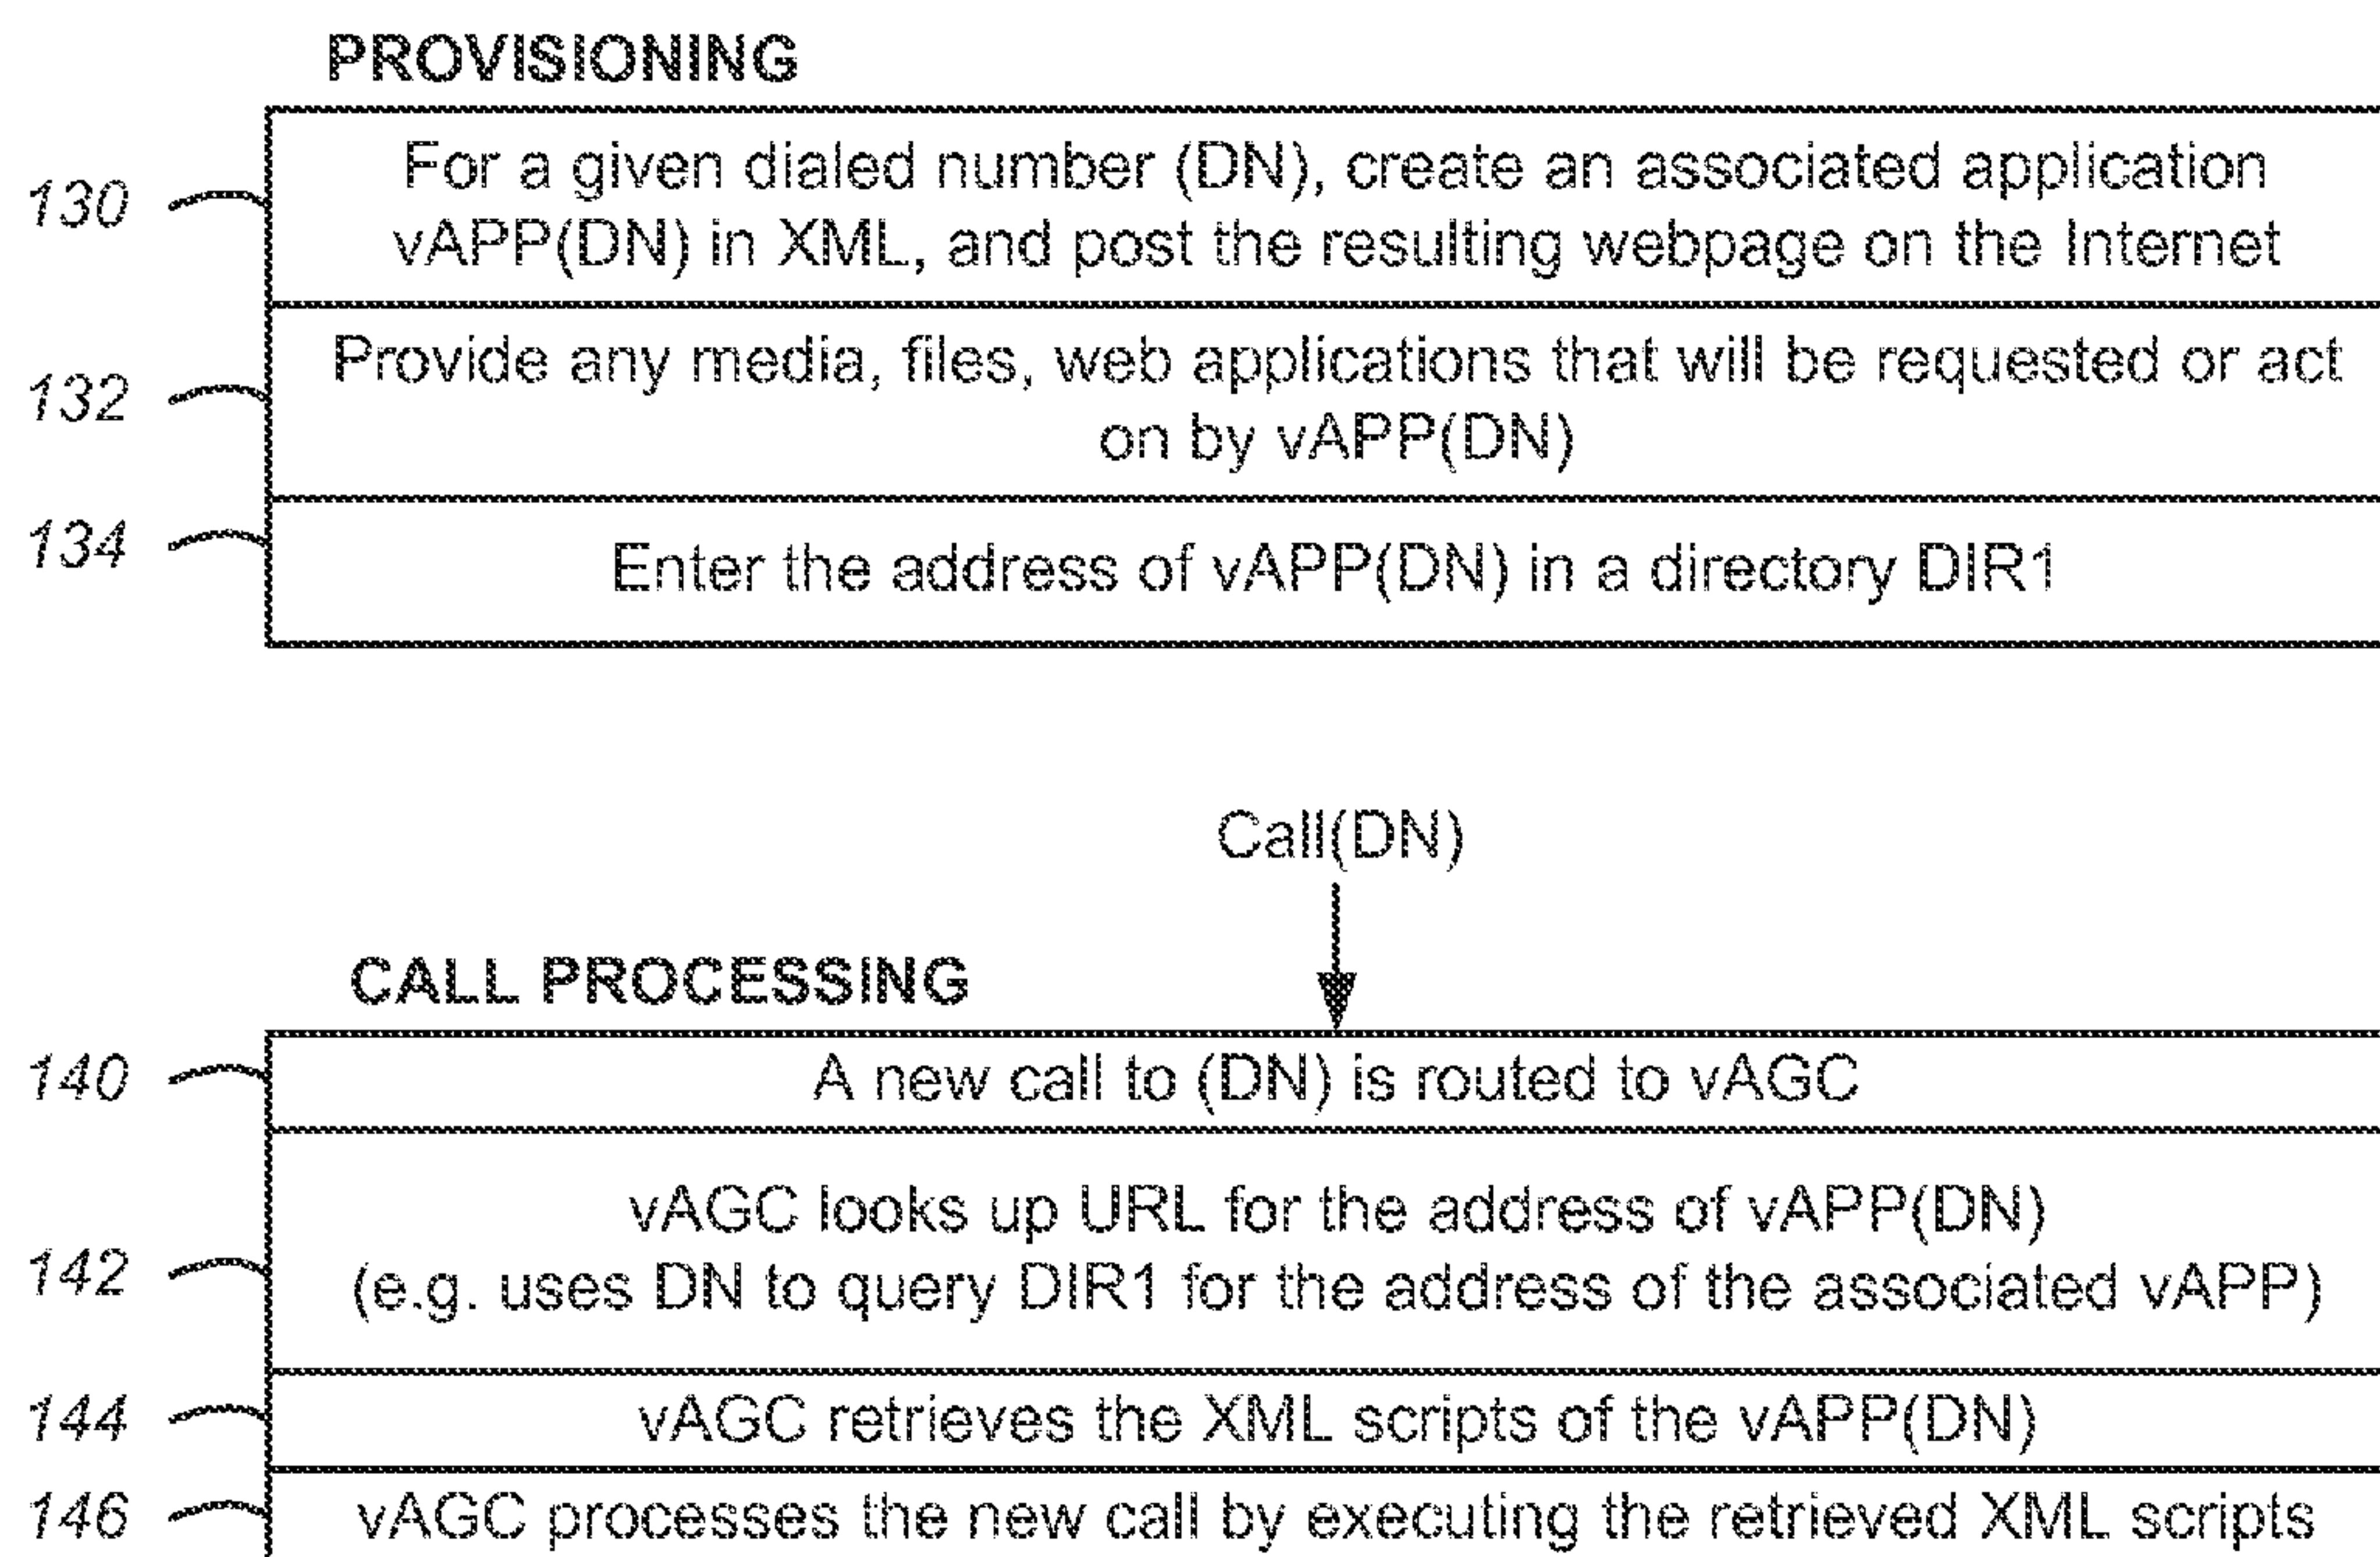 PROVISIONING
130
For a given dialed number (DN), create an associated application
vAPP(DN) in XML, and post the resulting webpage on the Internet
132
Provide any media, files, web applications that will be requested or act
on by vAPP(DN)
134
Enter the address of vAPP(DN) in a directory DIR1
Call(DN)
CALL PROCESSING
140
A new call to (DN) is routed to vAGC
142
vAGC looks up URL for the address of vAPP(DN)
(e.g. uses DN to query DIR1 for the address of the associated vAPP)
144
vAGC retrieves the XML scripts of the vAPP(DN)
146
vAGC processes the new call by executing the retrieved XML scripts